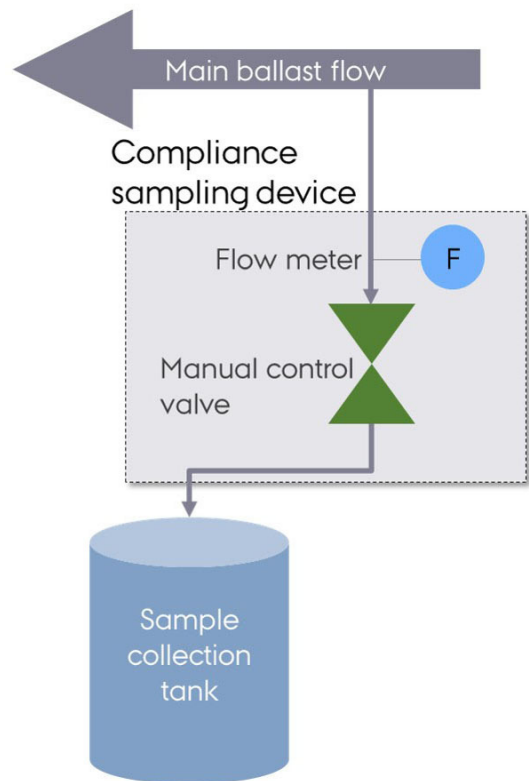 Main ballast flow
Compliance
sampling device
Flow meter
F
Manual control
valve
Sample
collection
tank